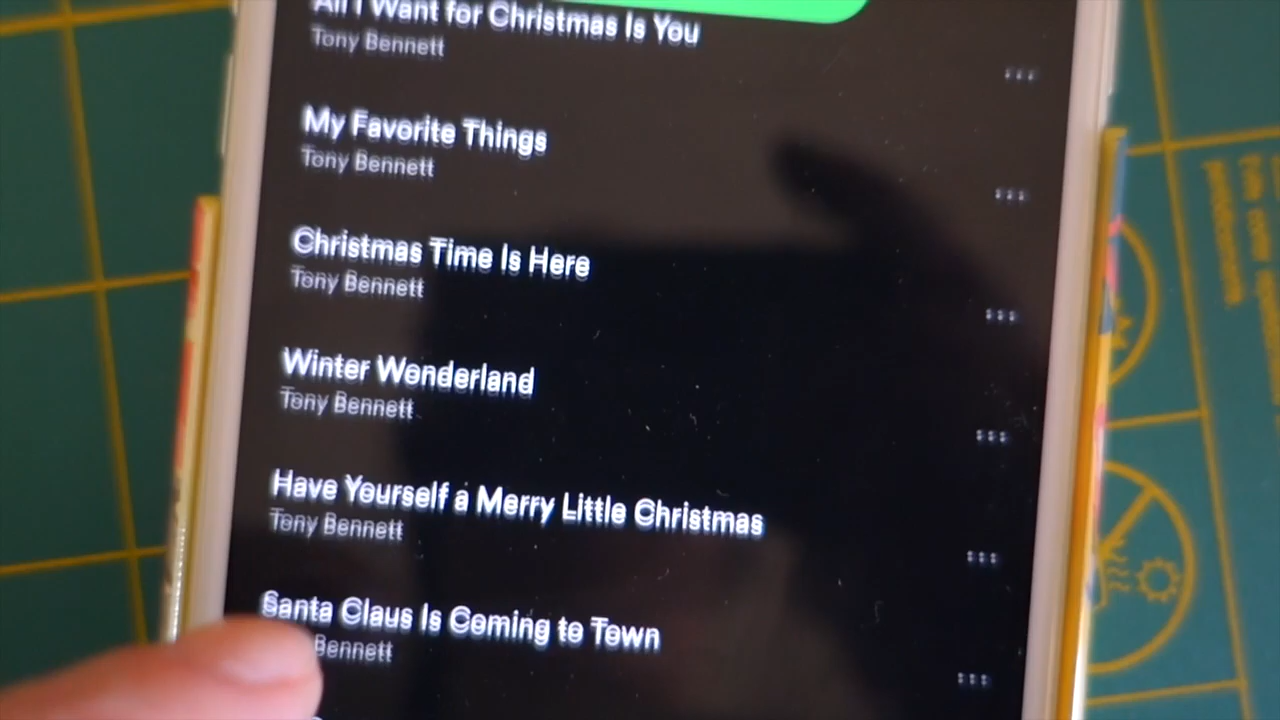 All I Want for Christmas Is You
Tony Bennett
My Favorite Things
Tony Bennett
Christmas Time Is Here
Tony Bennett
Winter Wonderland
Tony Bennett
Have Yourself a Merry Little Christmas
Tony Bennett
Santa Claus Is Coming to Town
Bennett